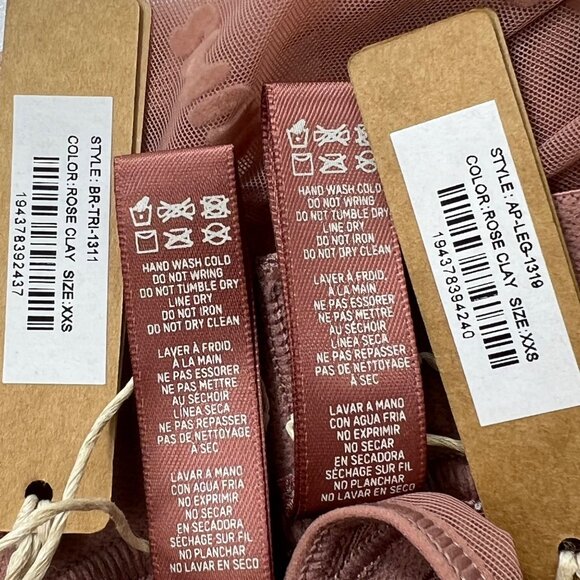 STYLE: BR-TRI-1311
COLOR:ROSE CLAY SIZE:XXS
194378392437
HAND WASH COLD
DO NOT WRING
DO NOT TUMBLE DRY
LINE DRY
DO NOT IRON
DO NOT DRY CLEAN
LAVER À FROID,
À LA MAIN
NE PAS ESSORER
NE PAS METTRE
AU SÉCHOIR
LÍNEA SECA
NE PAS REPASSER
PAS DE NETTOYAGE
À SEC
LAVAR A MANO
CON AGUA FRIA
NO EXPRIMIR
NO SECAR
EN SECADORA
SÉCHAGE SUR FIL
NO PLANCHAR
NO LAVAR EN SECO
HAND WASH COLD
DO NOT WRING
DO NOT TUMBLE DRY
LINE DRY
DO NOT IRON
DO NOT DRY CLEAN
LAVER À FROID,
À LA MAIN
NE PAS ESSORER
NE PAS METTRE
AU SÉCHOIR
LÍNEA SECA
NE PAS REPASSER
À SEC
LAVAR A MANO
CON AGUA FRIA
NO EXPRIMIR
NO SECAR
EN SECADORA
SÉCHAGE SUR FIL
NO PLANCHAR
NO LAVAR EN SECO
STYLE: AP-LEG-1319
COLOR:ROSE CLAY SIZE:XXS
194378394240